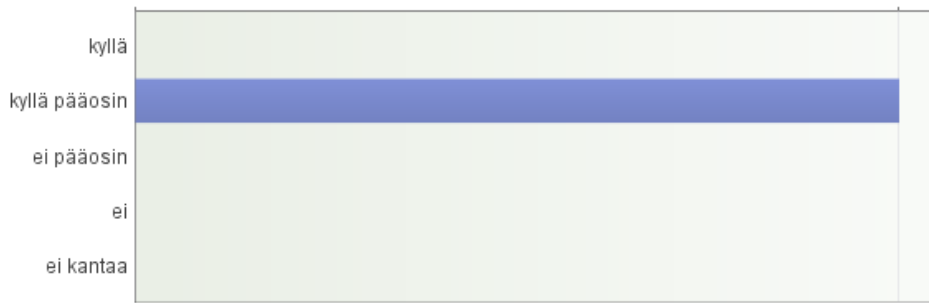 kyllä
kyllä pääosin
ei pääosin
ei
ei kantaa